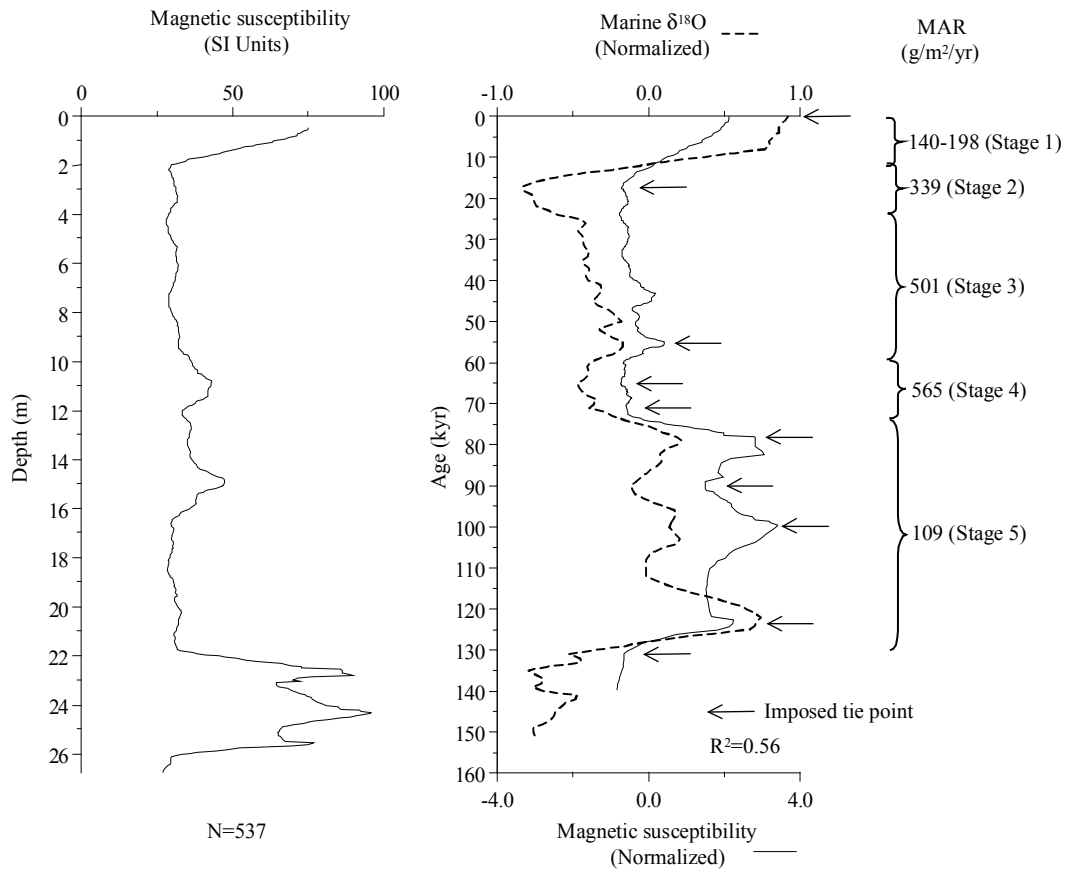 Magnetic susceptibility
(SI Units)
0 50 100
Depth (m)
0
2
4
6
8
10
12
14
16
18
20
22
24
26
N=537
Marine δ¹⁸O
(Normalized)
-1.0 0.0 1.0
Age (kyr)
0
10
20
30
40
50
60
70
80
90
100
110
120
130
140
150
160
Imposed tie point
R²=0.56
-4.0 0.0 4.0
Magnetic susceptibility
(Normalized)
MAR
(g/m²/yr)
140-198 (Stage 1)
339 (Stage 2)
501 (Stage 3)
565 (Stage 4)
109 (Stage 5)